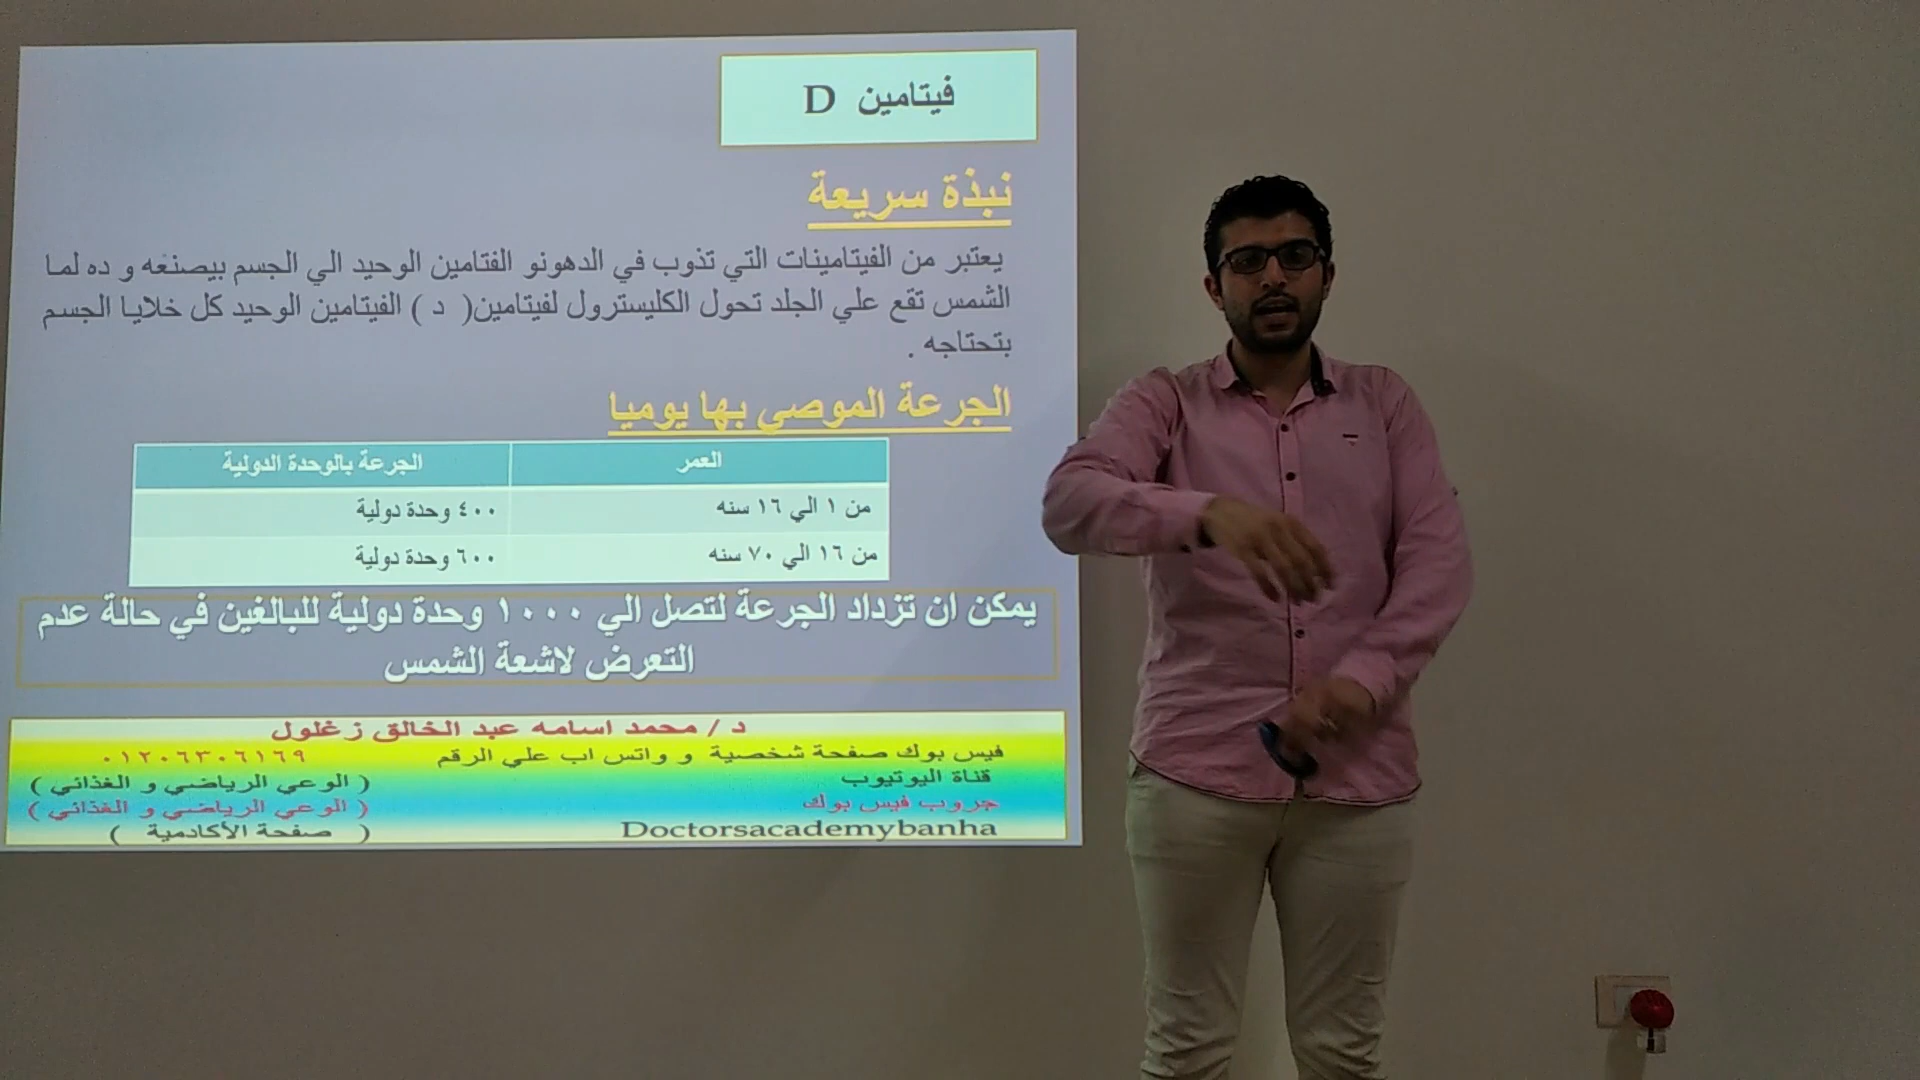 فيتامين D
نبذة سريعة
يعتبر من الفيتامينات التي تذوب في الدهونو الفتامين الوحيد الي الجسم بيصنعه و ده لما
الشمس تقع علي الجلد تحول الكليسترول لفيتامين( د ) الفيتامين الوحيد كل خلايا الجسم
بتحتاجه .
الجرعة الموصي بها يوميا
العمر الجرعة بالوحدة الدولية
من ١ الي ١٦ سنه ٤٠٠ وحدة دولية
من ١٦ الي ٧٠ سنه ٦٠٠ وحدة دولية
يمكن ان تزداد الجرعة لتصل الي ١٠٠٠ وحدة دولية للبالغين في حالة عدم
التعرض لاشعة الشمس
د / محمد اسامه عبد الخالق زغلول
فيس بوك صفحة شخصية و واتس اب علي الرقم ٠١٢٠٦٣٠٦١٦٩
قناة اليوتيوب ( الوعي الرياضي و الغذائي )
جروب فيس بوك ( الوعي الرياضي و الغذائي )
Doctorsacademybanha ( صفحة الأكادمية )